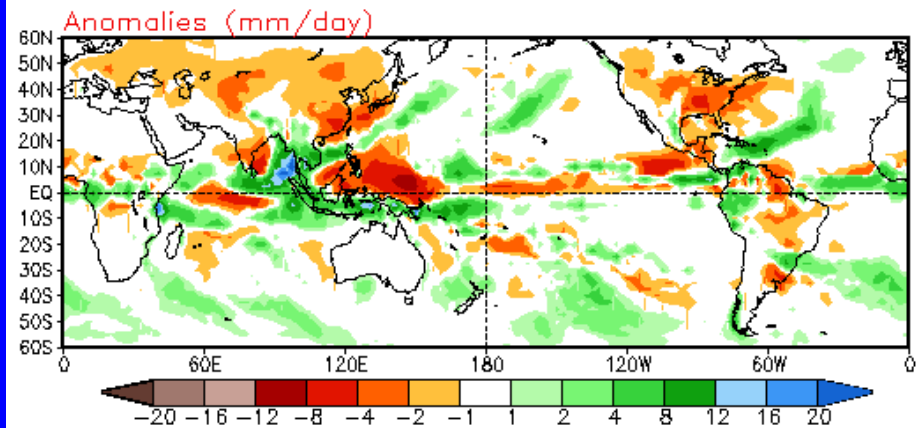 Anomalies (mm/day)
60N
50N
40N
30N
20N
10N
EQ
10S
20S
30S
40S
50S
60S
0 60E 120E 180 120W 60W 0
-20 -16 -12 -8 -4 -2 -1 1 2 4 8 12 16 20